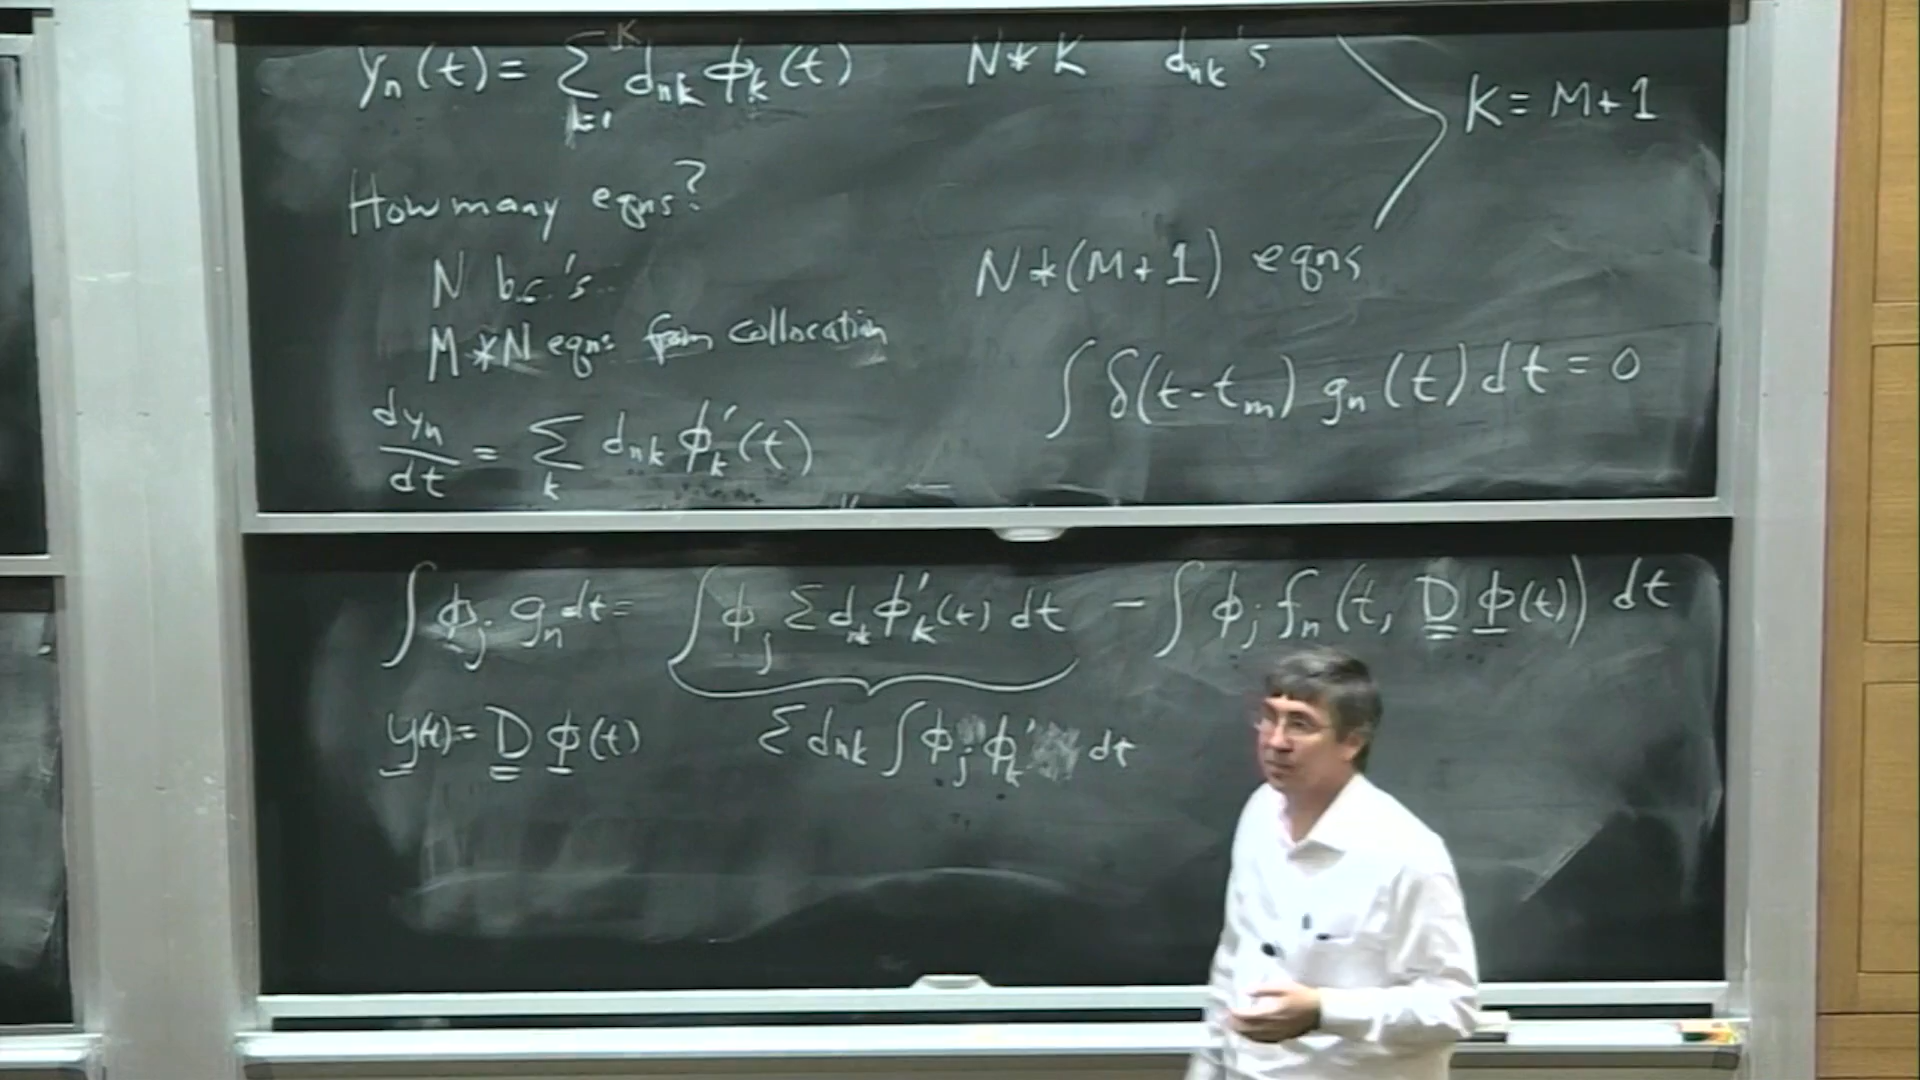 yₙ(t) = Σ_{k=1}^{K} dₙₖ ϕₖ(t)    N*K    dₙₖ's
K = M+1
How many eqns?
N b.c.'s
N*(M+1) eqns
M*N eqns from collocation
∫ δ(t-tₘ) gₙ(t) dt = 0
dyₙ/dt = Σ_k dₙₖ ϕ'ₖ(t)
∫ ϕⱼ gₙ dt = ∫ ϕⱼ Σ dₙₖ ϕ'ₖ(t) dt - ∫ ϕⱼ fₙ(t, D ϕ(t)) dt
y(t) = D ϕ(t)
Σ dₙₖ ∫ ϕⱼ ϕ'ₖ dt